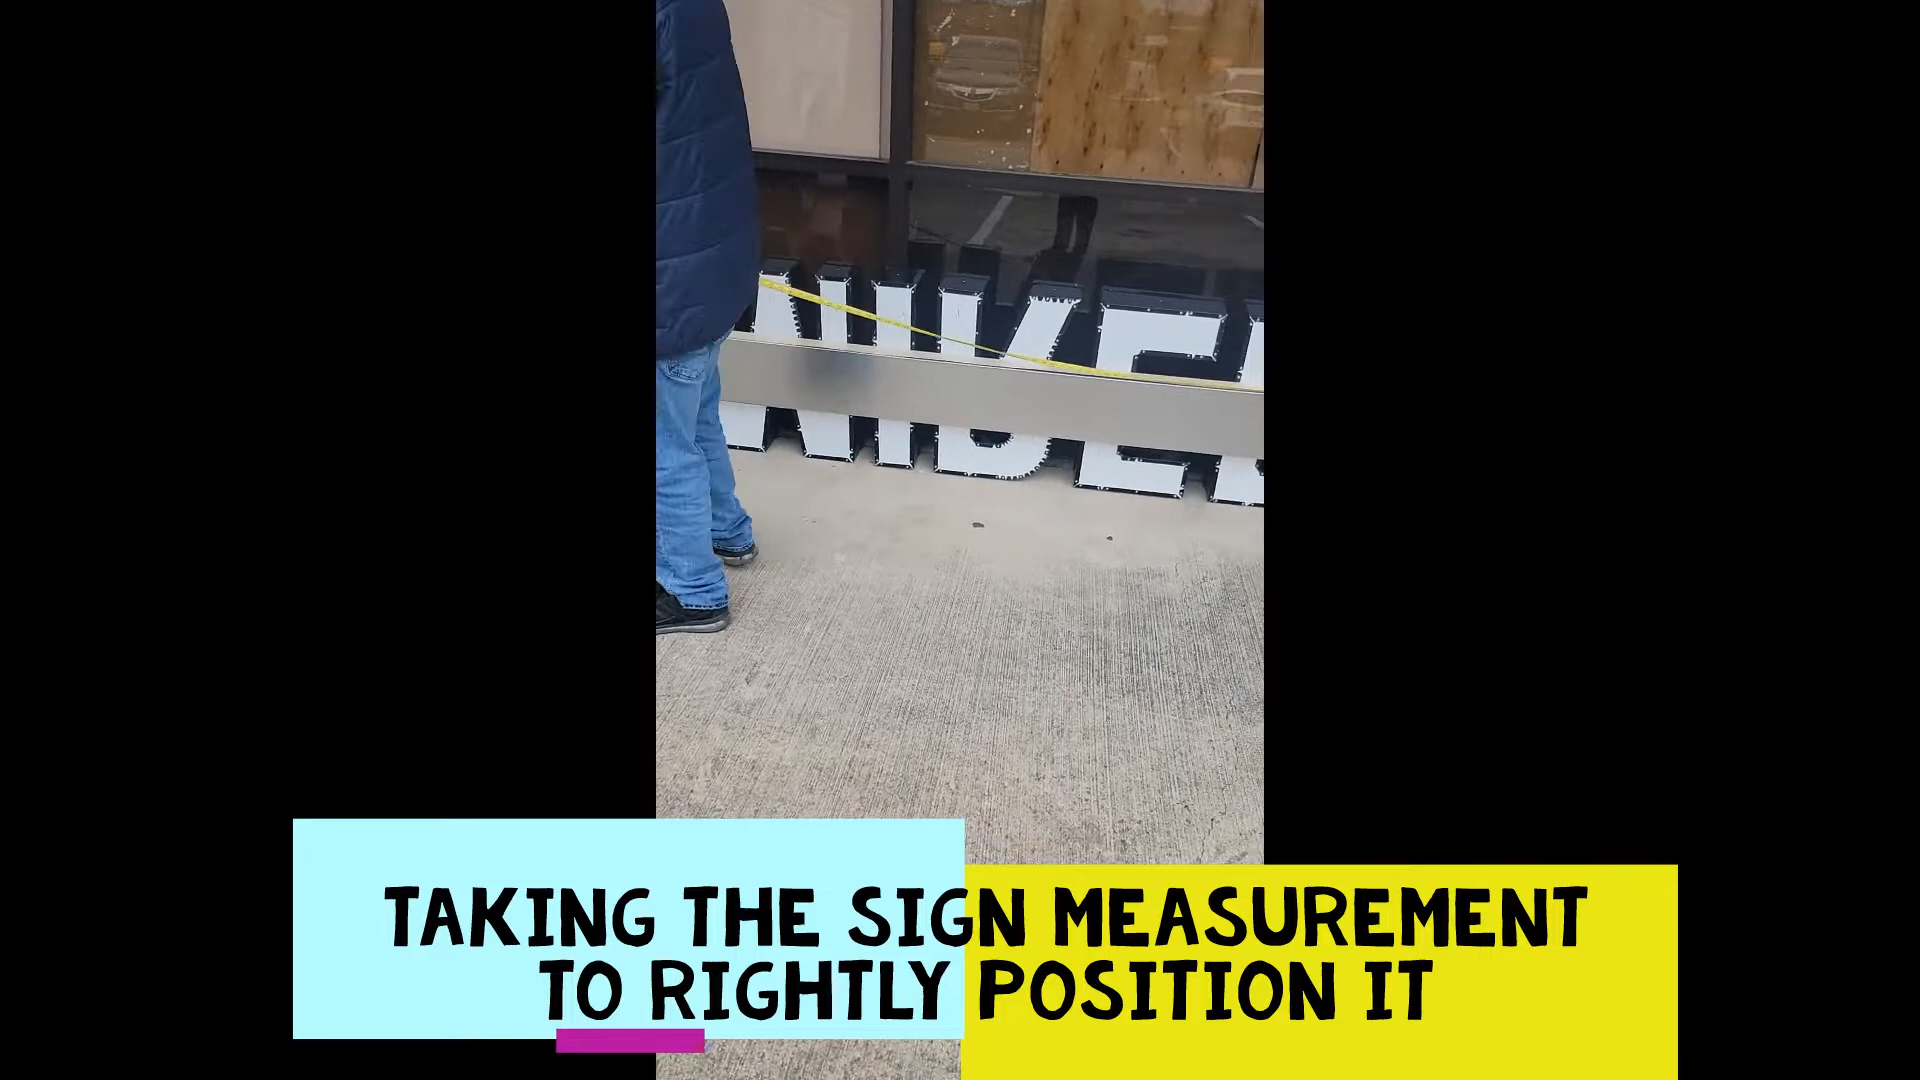 TAKING THE SIGN MEASUREMENT
TO RIGHTLY POSITION IT